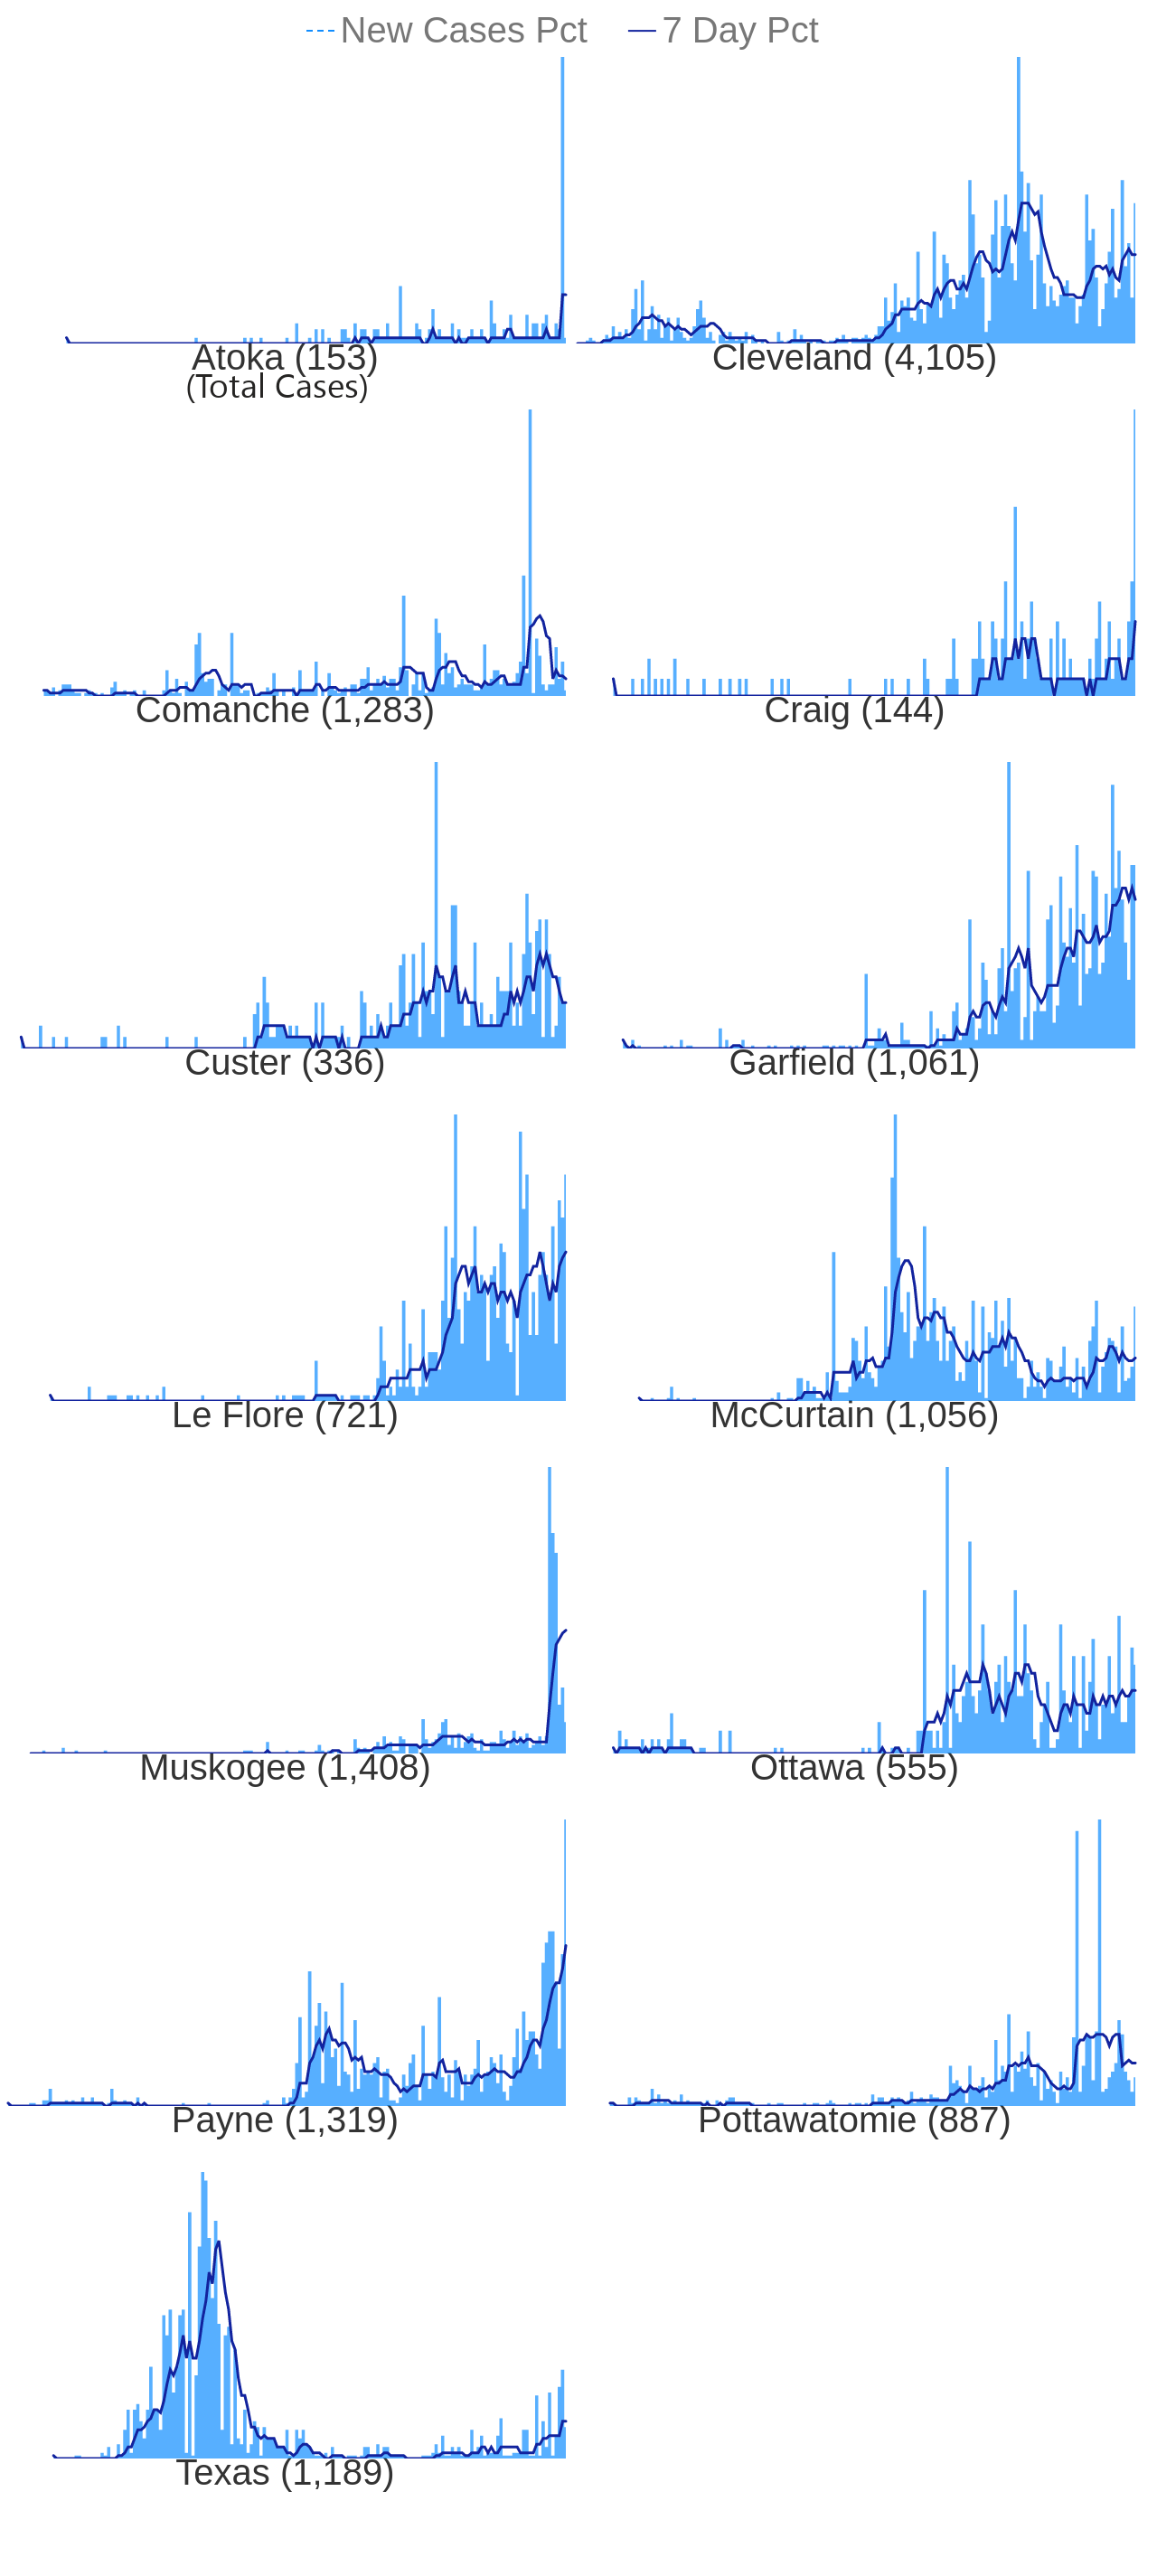 New Cases Pct 7 Day Pct
Atoka (153) Cleveland (4,105)
(Total Cases)
Comanche (1,283) Craig (144)
Custer (336) Garfield (1,061)
Le Flore (721) McCurtain (1,056)
Muskogee (1,408) Ottawa (555)
Payne (1,319) Pottawatomie (887)
Texas (1,189)